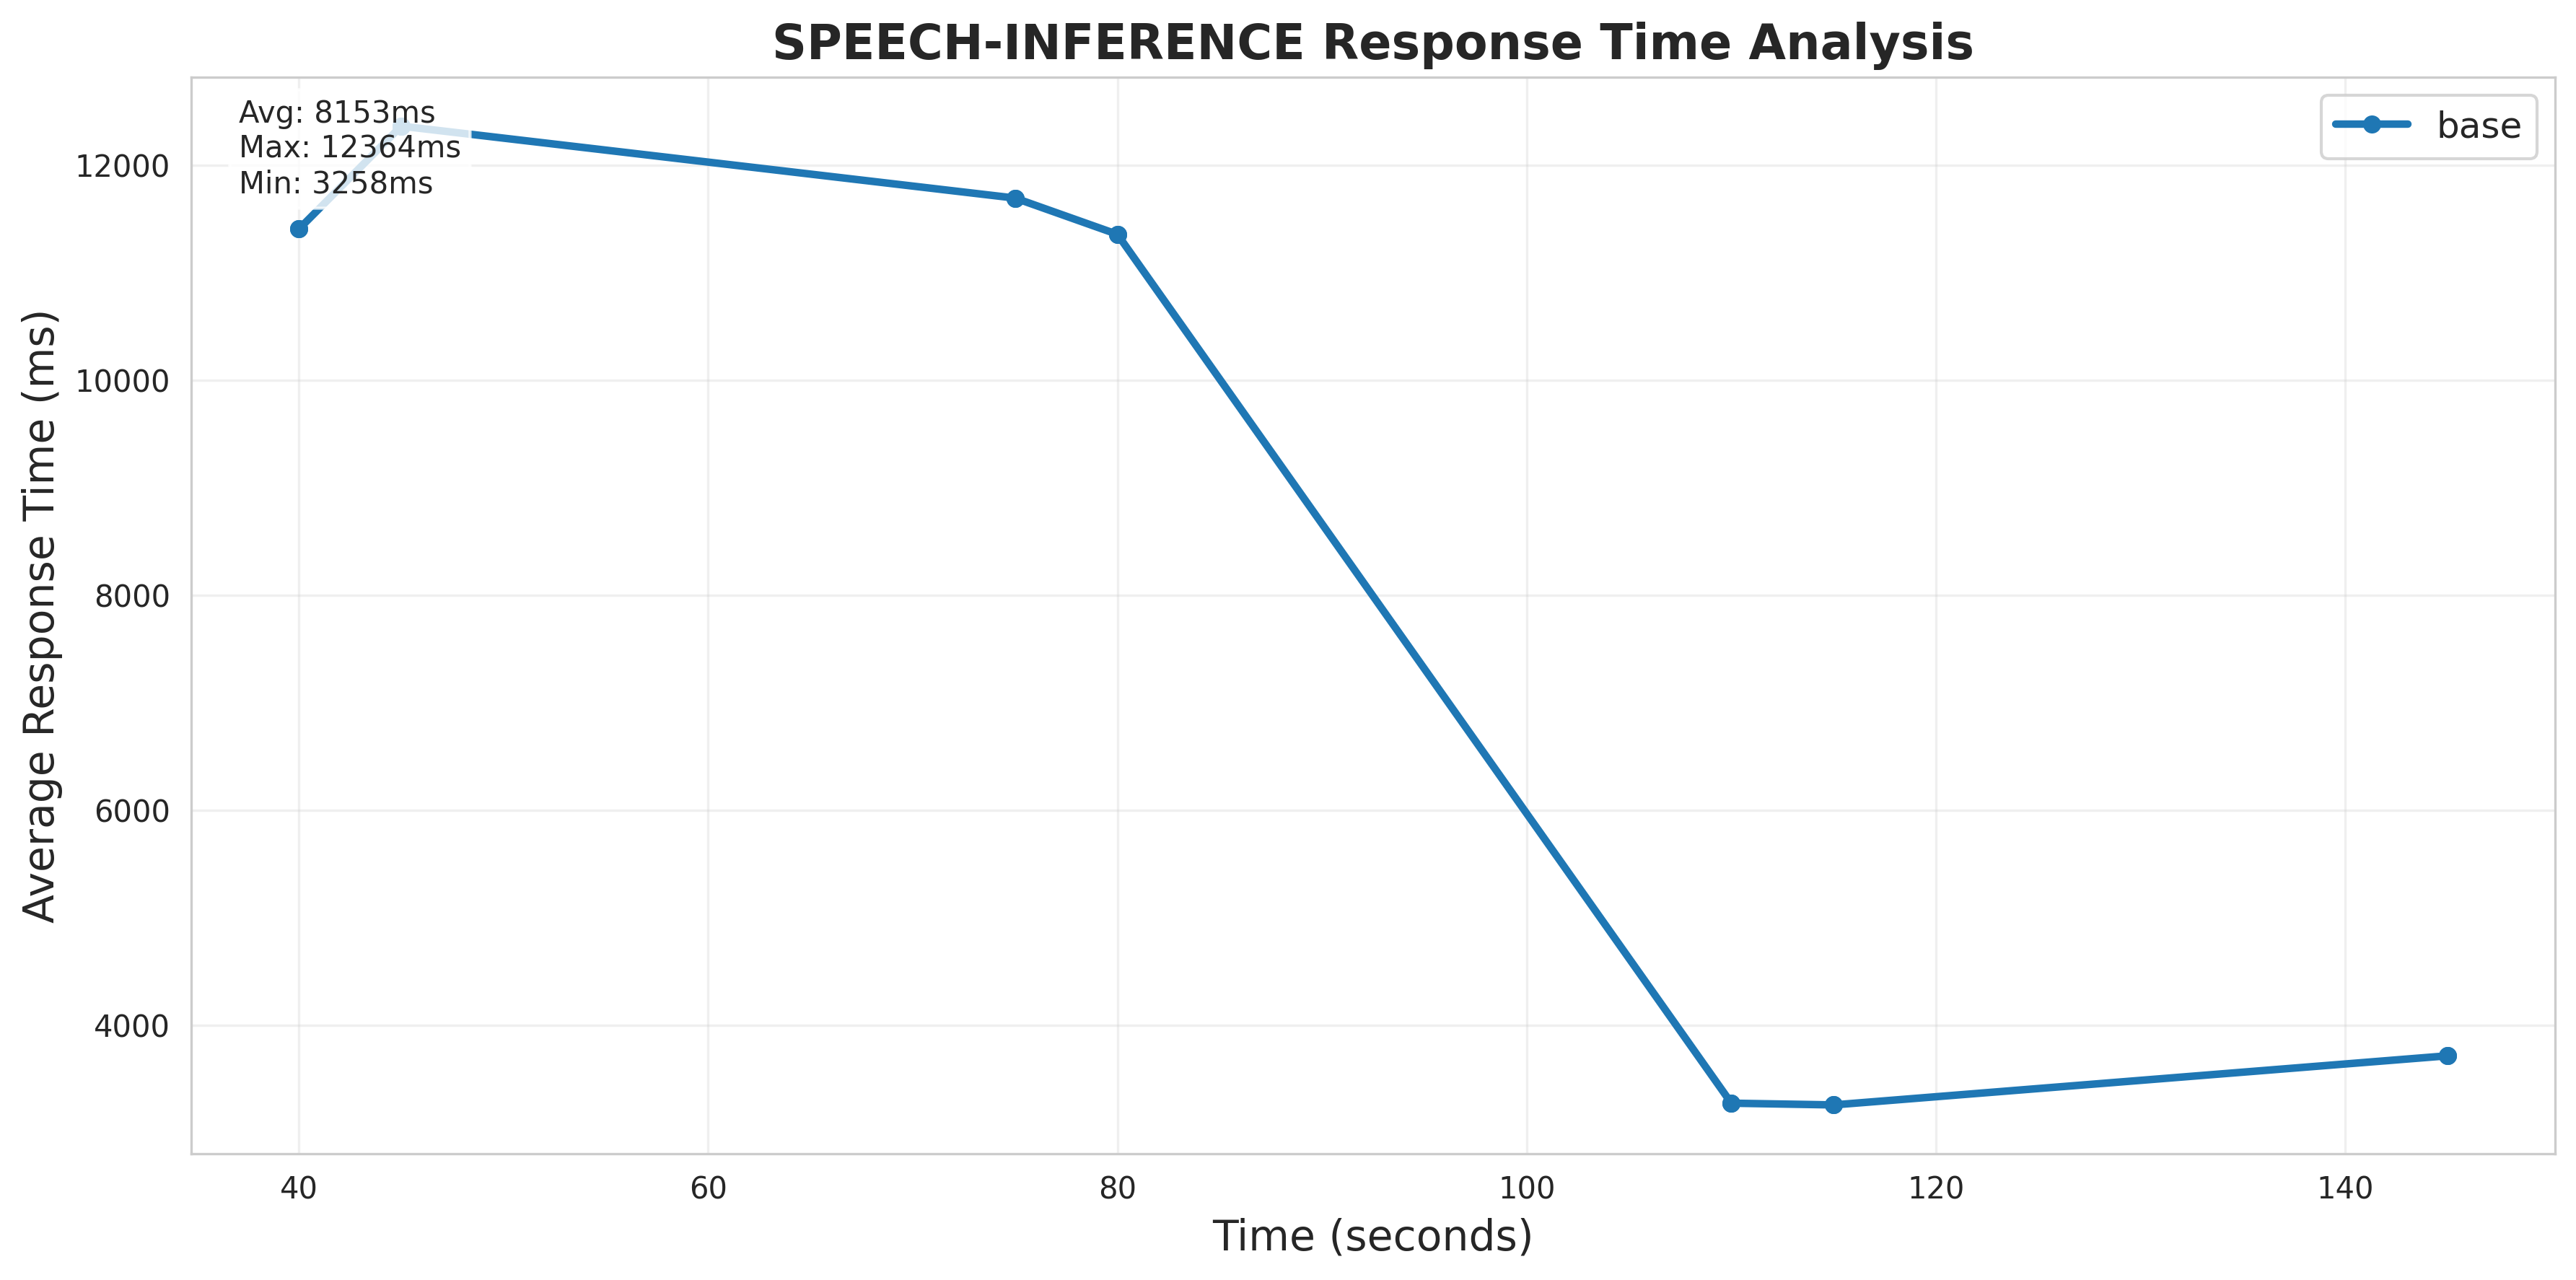 SPEECH-INFERENCE Response Time Analysis
Avg: 8153ms
Max: 12364ms
Min: 3258ms
base
Average Response Time (ms)
12000
10000
8000
6000
4000
40 60 80 100 120 140
Time (seconds)